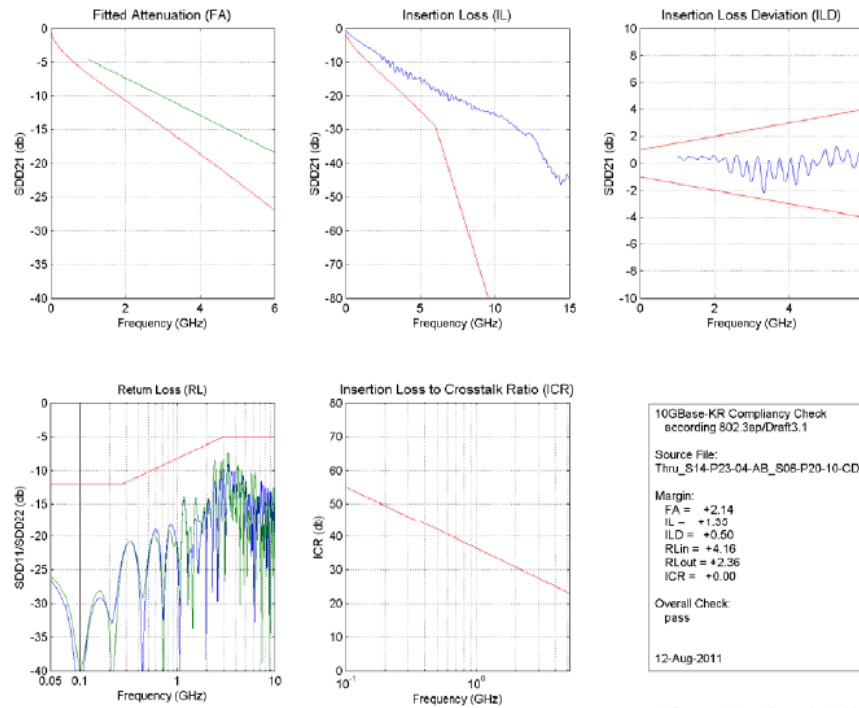 Fitted Attenuation (FA)
0
-5
-10
-15
-20
-25
-30
-35
-40
SDD21 (db)
0 2 4 6
Frequency (GHz)
Insertion Loss (IL)
0
-10
-20
-30
-40
-50
-60
-70
-80
SDD21 (db)
0 5 10 15
Frequency (GHz)
Insertion Loss Deviation (ILD)
10
8
6
4
2
0
-2
-4
-6
-8
-10
SDD21 (db)
0 2 4
Frequency (GHz)
Return Loss (RL)
0
-5
-10
-15
-20
-25
-30
-35
-40
SDD11/SDD22 (db)
0.05 0.1 1 10
Frequency (GHz)
Insertion Loss to Crosstalk Ratio (ICR)
80
70
60
50
40
30
20
10
0
ICR (db)
10-1 100
Frequency (GHz)
10GBase-KR Compliancy Check
according 802.3ap/Draft3.1
Source File:
Thru_S14-P23-04-AB_S06-P20-10-CD
Margin:
FA = +2.14
IL = +1.35
ILD = +0.50
RLin = +4.16
RLout = +2.36
ICR = +0.00
Overall Check:
pass
12-Aug-2011